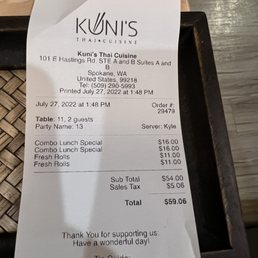 KUNI'S
THAI CUISINE
Kuni's Thai Cuisine
101 E Hastings Rd. STE A and B Suites A and
B
Spokane, WA
United States, 99218
Tel: (509) 290-5993
Printed July 27, 2022 at 1:48 PM
July 27, 2022 at 1:48 PM Order #:
29479
Table: 11, 2 guests
Party Name: 13 Server: Kyle
Combo Lunch Special $16.00
Combo Lunch Special $16.00
Fresh Rolls $11.00
Fresh Rolls $11.00
Sub Total $54.00
Sales Tax $5.06
Total $59.06
Thank You for supporting us.
Have a wonderful day!
Tip Guide